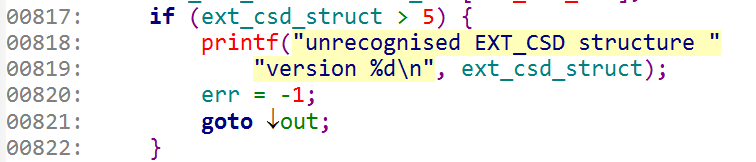 00817: if (ext_csd_struct > 5) {
00818: printf("unrecognised EXT_CSD structure "
00819: "version %d\n", ext_csd_struct);
00820: err = -1;
00821: goto ↓out;
00822: }